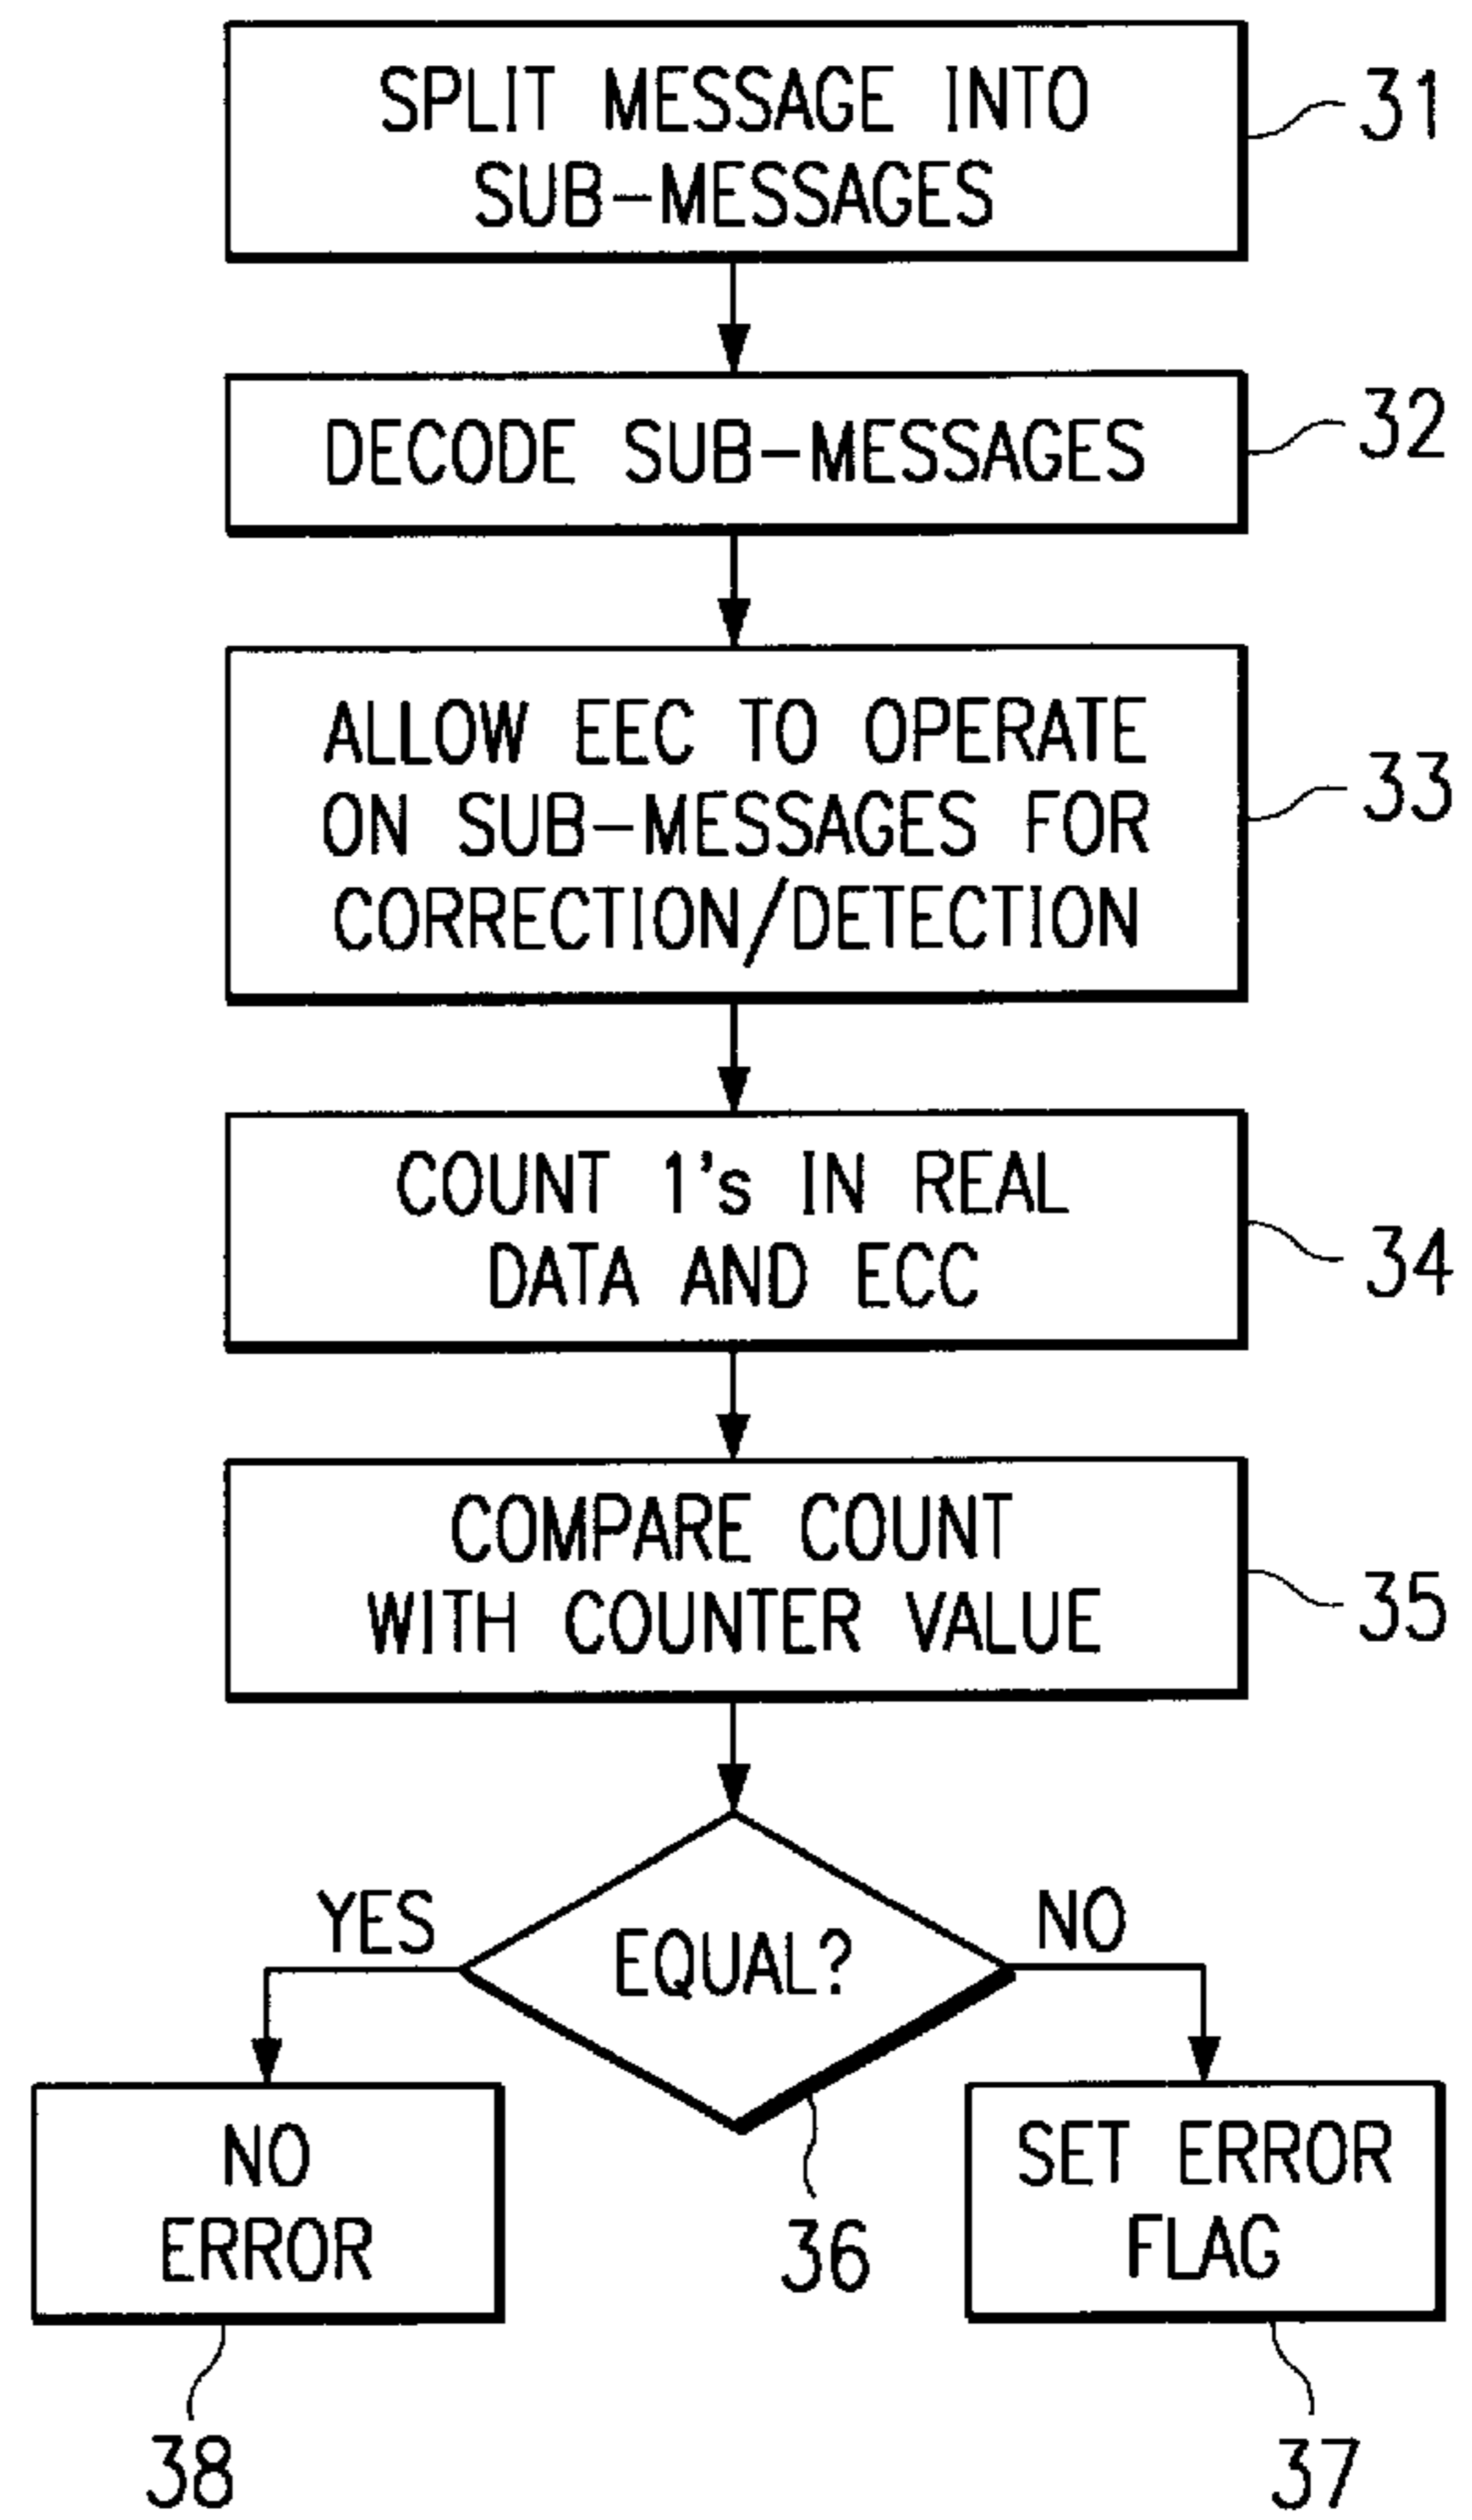 SPLIT MESSAGE INTO
SUB-MESSAGES
31
DECODE SUB-MESSAGES
32
ALLOW EEC TO OPERATE
ON SUB-MESSAGES FOR
CORRECTION/DETECTION
33
COUNT 1's IN REAL
DATA AND ECC
34
COMPARE COUNT
WITH COUNTER VALUE
35
YES
EQUAL?
NO
36
NO
ERROR
38
SET ERROR
FLAG
37